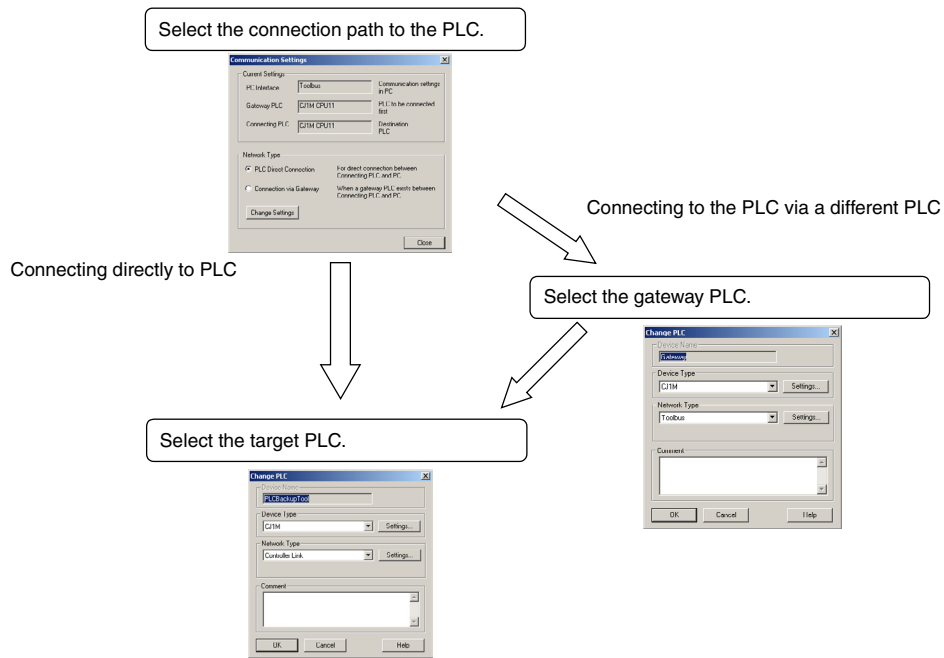 Select the connection path to the PLC.
Communication Settings
Current Settings
PC Interface
Toolbus
Communication settings
in PC
Gateway PLC
CJ1M CPU11
PLC to be connected
first
Connecting PLC
CJ1M CPU11
Destination
PLC
Network Type
PLC Direct Connection
For direct connection between
Connecting PLC and PC
Connection via Gateway
When a gateway PLC exists between
Connecting PLC and PC
Change Settings
Close
Connecting to the PLC via a different PLC
Connecting directly to PLC
Select the gateway PLC.
Change PLC
Device Name
Gateway
Device Type
CJ1M
Settings...
Network Type
Toolbus
Settings...
Comment
OK
Cancel
Help
Select the target PLC.
Change PLC
Device Name
PLCBackupTool
Device Type
CJ1M
Settings...
Network Type
Controller Link
Settings...
Comment
OK
Cancel
Help